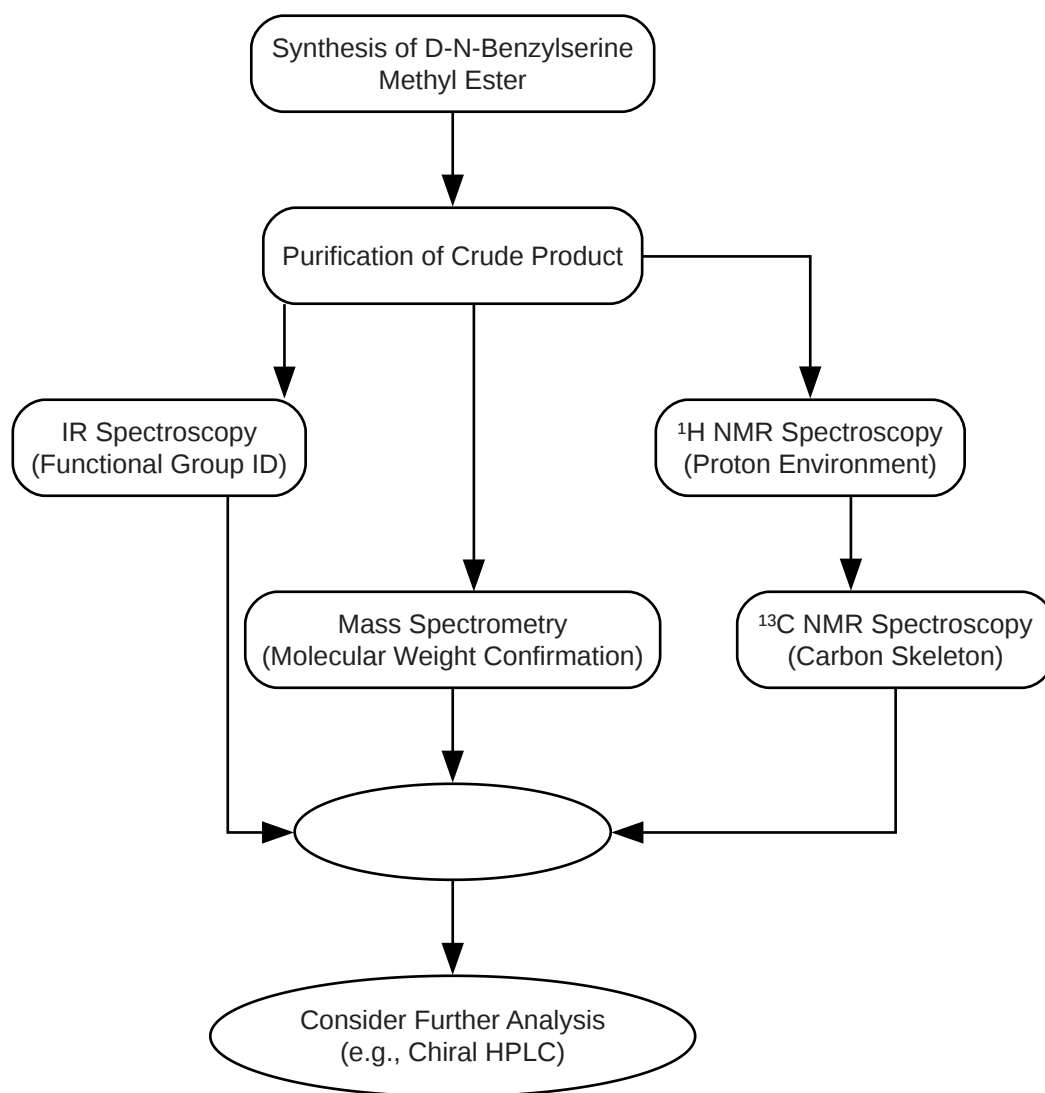 Synthesis of D-N-Benzylserine
Methyl Ester
Purification of Crude Product
IR Spectroscopy
(Functional Group ID)
¹H NMR Spectroscopy
(Proton Environment)
Mass Spectrometry
(Molecular Weight Confirmation)
¹³C NMR Spectroscopy
(Carbon Skeleton)
Consider Further Analysis
(e.g., Chiral HPLC)